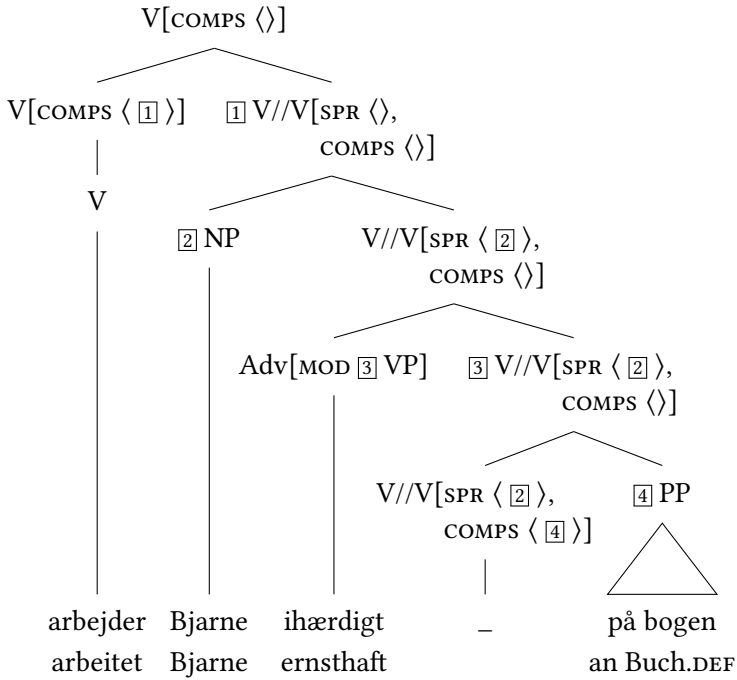 V[COMPS ⟨⟩]
V[COMPS ⟨ 1 ⟩] 1 V//V[SPR ⟨⟩,
COMPS ⟨⟩]
V
2 NP V//V[SPR ⟨ 2 ⟩,
COMPS ⟨⟩]
Adv[MOD 3 VP] 3 V//V[SPR ⟨ 2 ⟩,
COMPS ⟨⟩]
V//V[SPR ⟨ 2 ⟩, 4 PP
COMPS ⟨ 4 ⟩]
arbejder Bjarne ihærdigt _ på bogen
arbeitet Bjarne ernsthaft an Buch.DEF